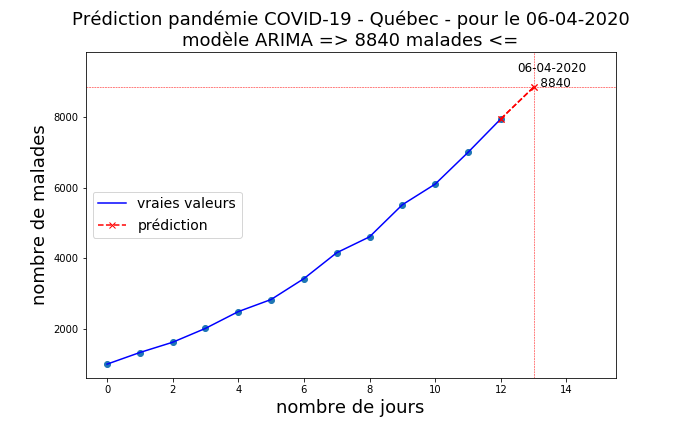 Prédiction pandémie COVID-19 - Québec - pour le 06-04-2020
modèle ARIMA => 8840 malades <=
06-04-2020
8840
nombre de malades
8000
6000
4000
2000
vraies valeurs
prédiction
0 2 4 6 8 10 12 14
nombre de jours